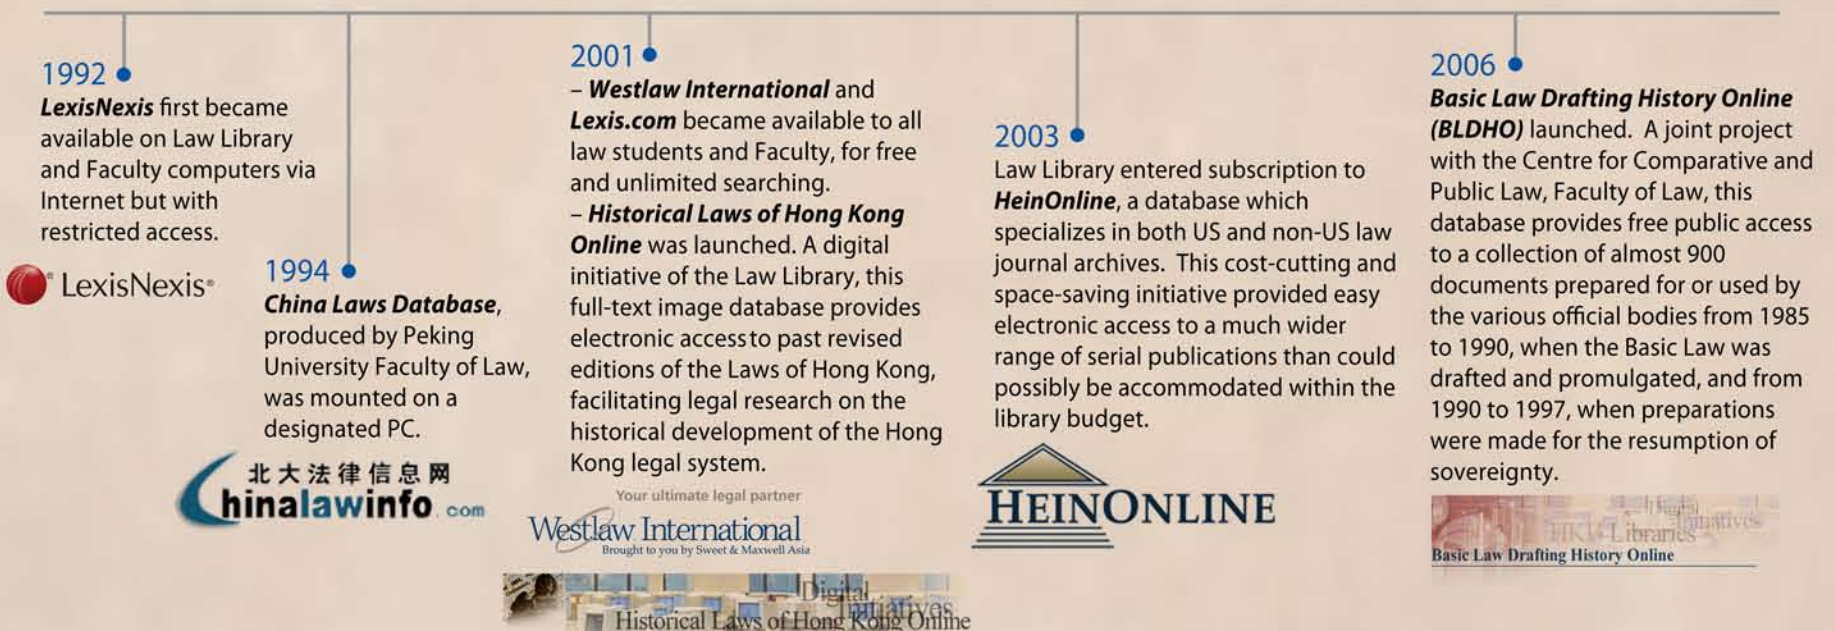 1992
LexisNexis first became
available on Law Library
and Faculty computers via
Internet but with
restricted access.
LexisNexis®
1994
China Laws Database,
produced by Peking
University Faculty of Law,
was mounted on a
designated PC.
北大法律信息网
Chinalawinfo.com
2001
– Westlaw International and
Lexis.com became available to all
law students and Faculty, for free
and unlimited searching.
– Historical Laws of Hong Kong
Online was launched. A digital
initiative of the Law Library, this
full-text image database provides
electronic access to past revised
editions of the Laws of Hong Kong,
facilitating legal research on the
historical development of the Hong
Kong legal system.
Your ultimate legal partner
Westlaw International
Brought to you by Sweet & Maxwell Asia
Digital
Initiatives
Historical Laws of Hong Kong Online
2003
Law Library entered subscription to
HeinOnline, a database which
specializes in both US and non-US law
journal archives. This cost-cutting and
space-saving initiative provided easy
electronic access to a much wider
range of serial publications than could
possibly be accommodated within the
library budget.
HEINONLINE
2006
Basic Law Drafting History Online
(BLDHO) launched. A joint project
with the Centre for Comparative and
Public Law, Faculty of Law, this
database provides free public access
to a collection of almost 900
documents prepared for or used by
the various official bodies from 1985
to 1990, when the Basic Law was
drafted and promulgated, and from
1990 to 1997, when preparations
were made for the resumption of
sovereignty.
Digital
Initiatives
HKU Libraries
Basic Law Drafting History Online